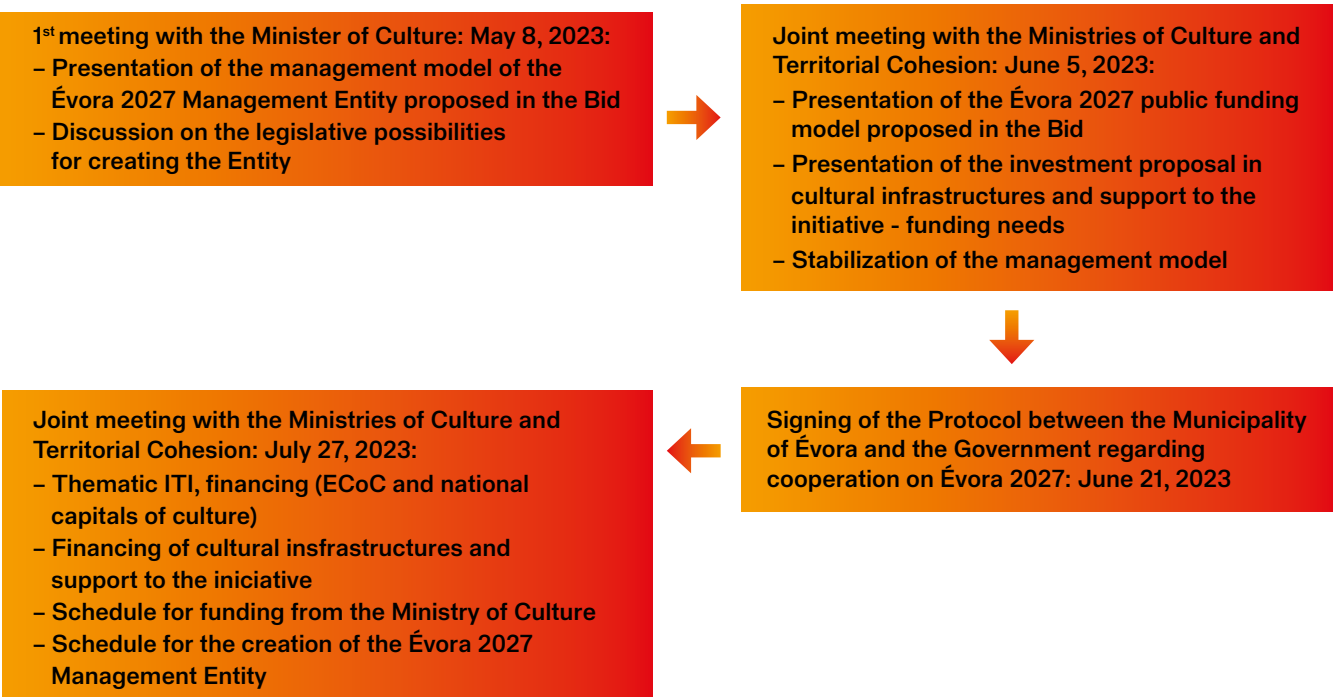 1st meeting with the Minister of Culture: May 8, 2023:
– Presentation of the management model of the
Évora 2027 Management Entity proposed in the Bid
– Discussion on the legislative possibilities
for creating the Entity
Joint meeting with the Ministries of Culture and
Territorial Cohesion: June 5, 2023:
– Presentation of the Évora 2027 public funding
model proposed in the Bid
– Presentation of the investment proposal in
cultural infrastructures and support to the
initiative - funding needs
– Stabilization of the management model
Signing of the Protocol between the Municipality
of Évora and the Government regarding
cooperation on Évora 2027: June 21, 2023
Joint meeting with the Ministries of Culture and
Territorial Cohesion: July 27, 2023:
– Thematic ITI, financing (ECoC and national
capitals of culture)
– Financing of cultural insfrastructures and
support to the iniciative
– Schedule for funding from the Ministry of Culture
– Schedule for the creation of the Évora 2027
Management Entity